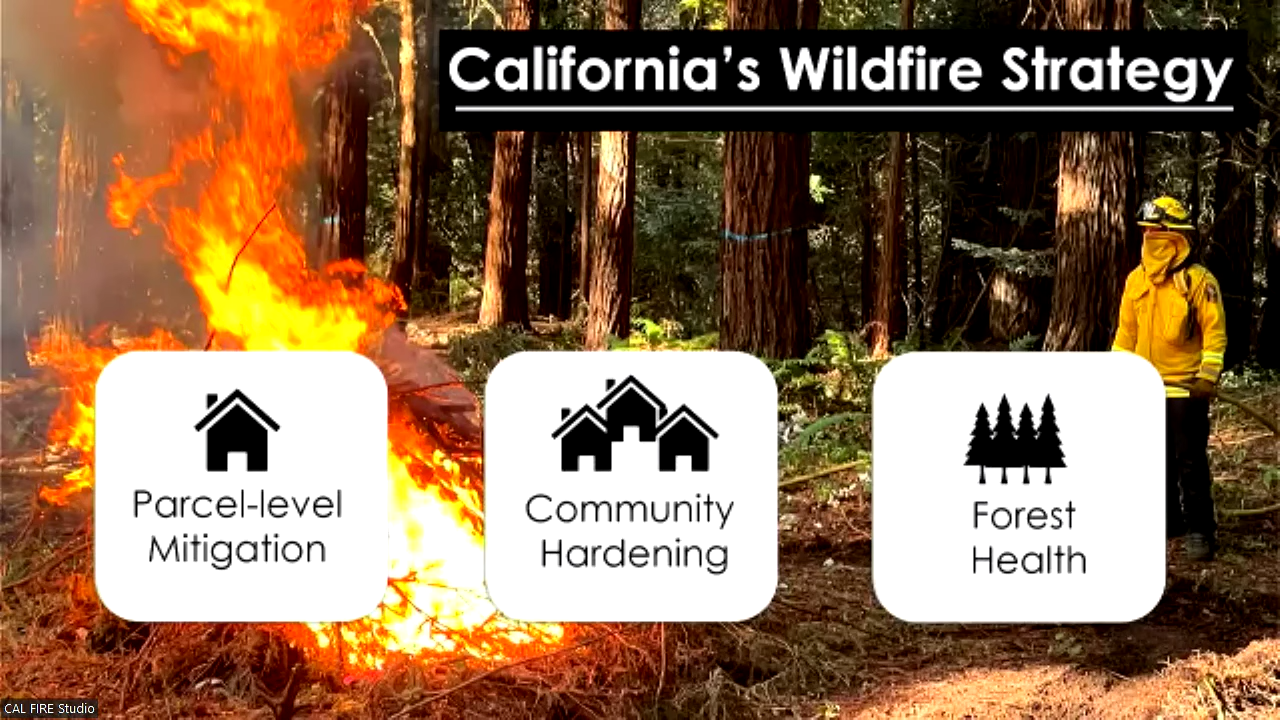 California’s Wildfire Strategy
Parcel-level
Mitigation
Community
Hardening
Forest
Health
CAL FIRE Studio